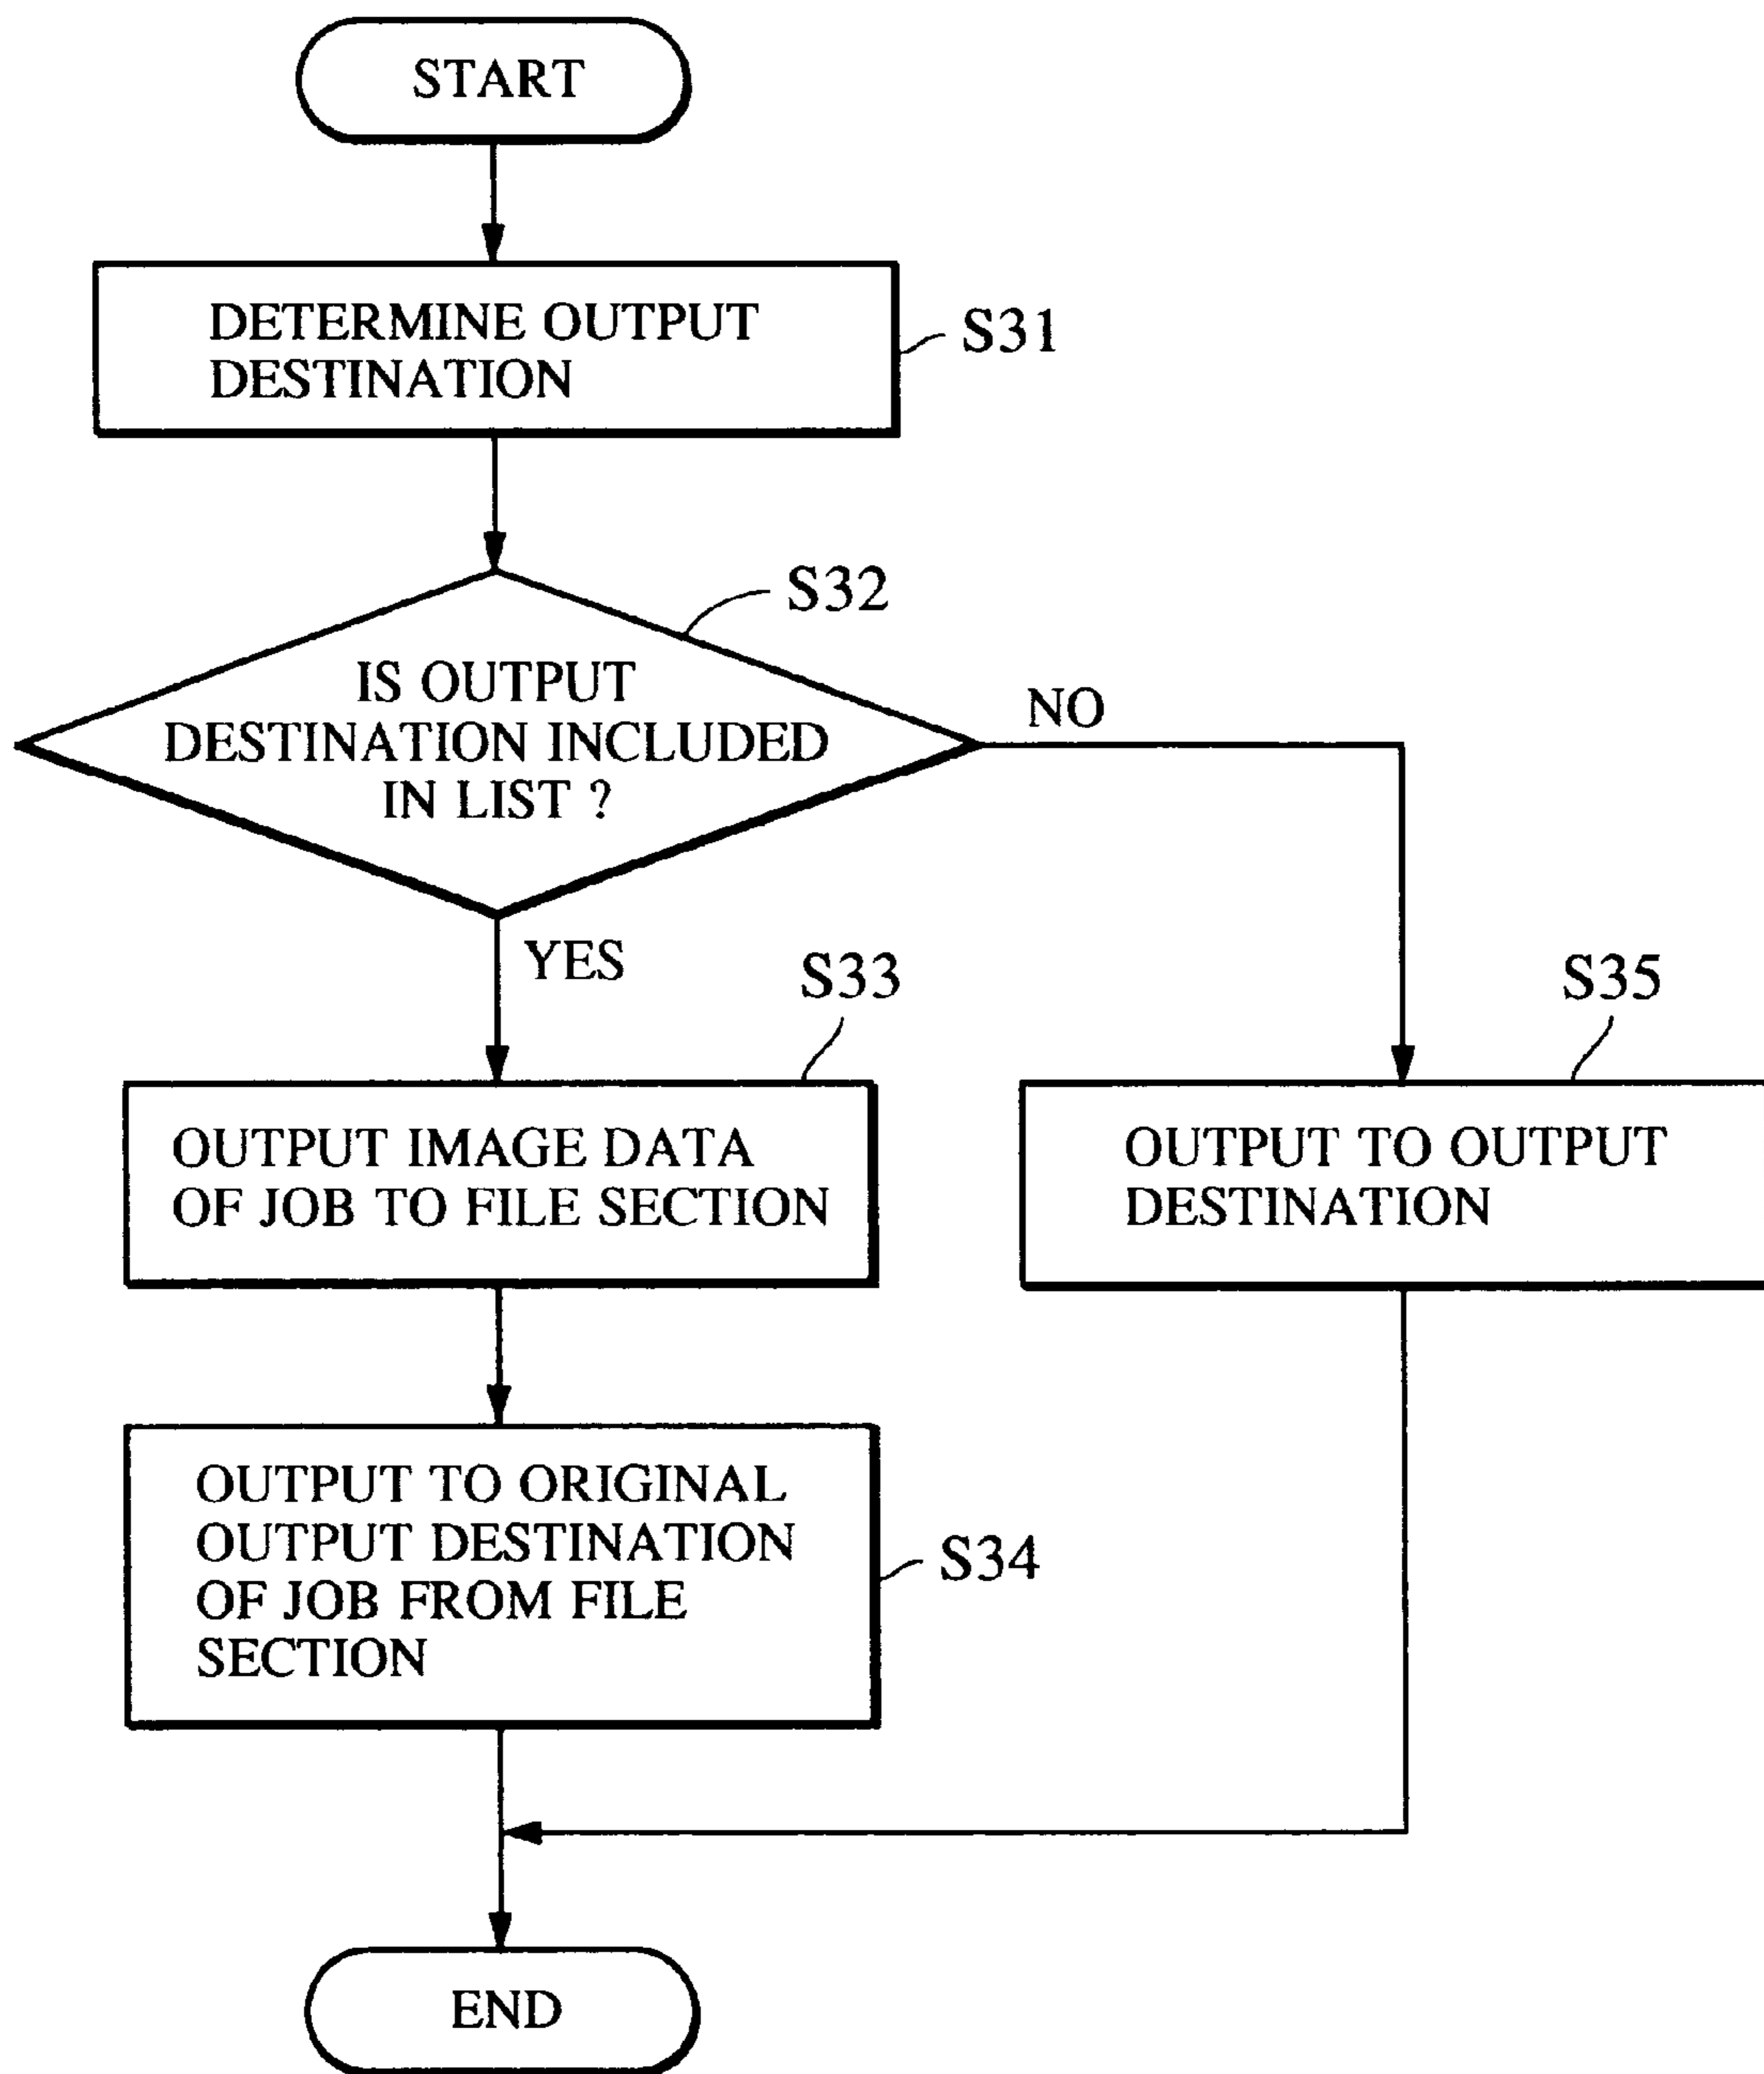 START
DETERMINE OUTPUT
DESTINATION
S31
S32
IS OUTPUT
DESTINATION INCLUDED
IN LIST ?
NO
YES
S33
OUTPUT IMAGE DATA
OF JOB TO FILE SECTION
S35
OUTPUT TO OUTPUT
DESTINATION
OUTPUT TO ORIGINAL
OUTPUT DESTINATION
OF JOB FROM FILE
SECTION
S34
END